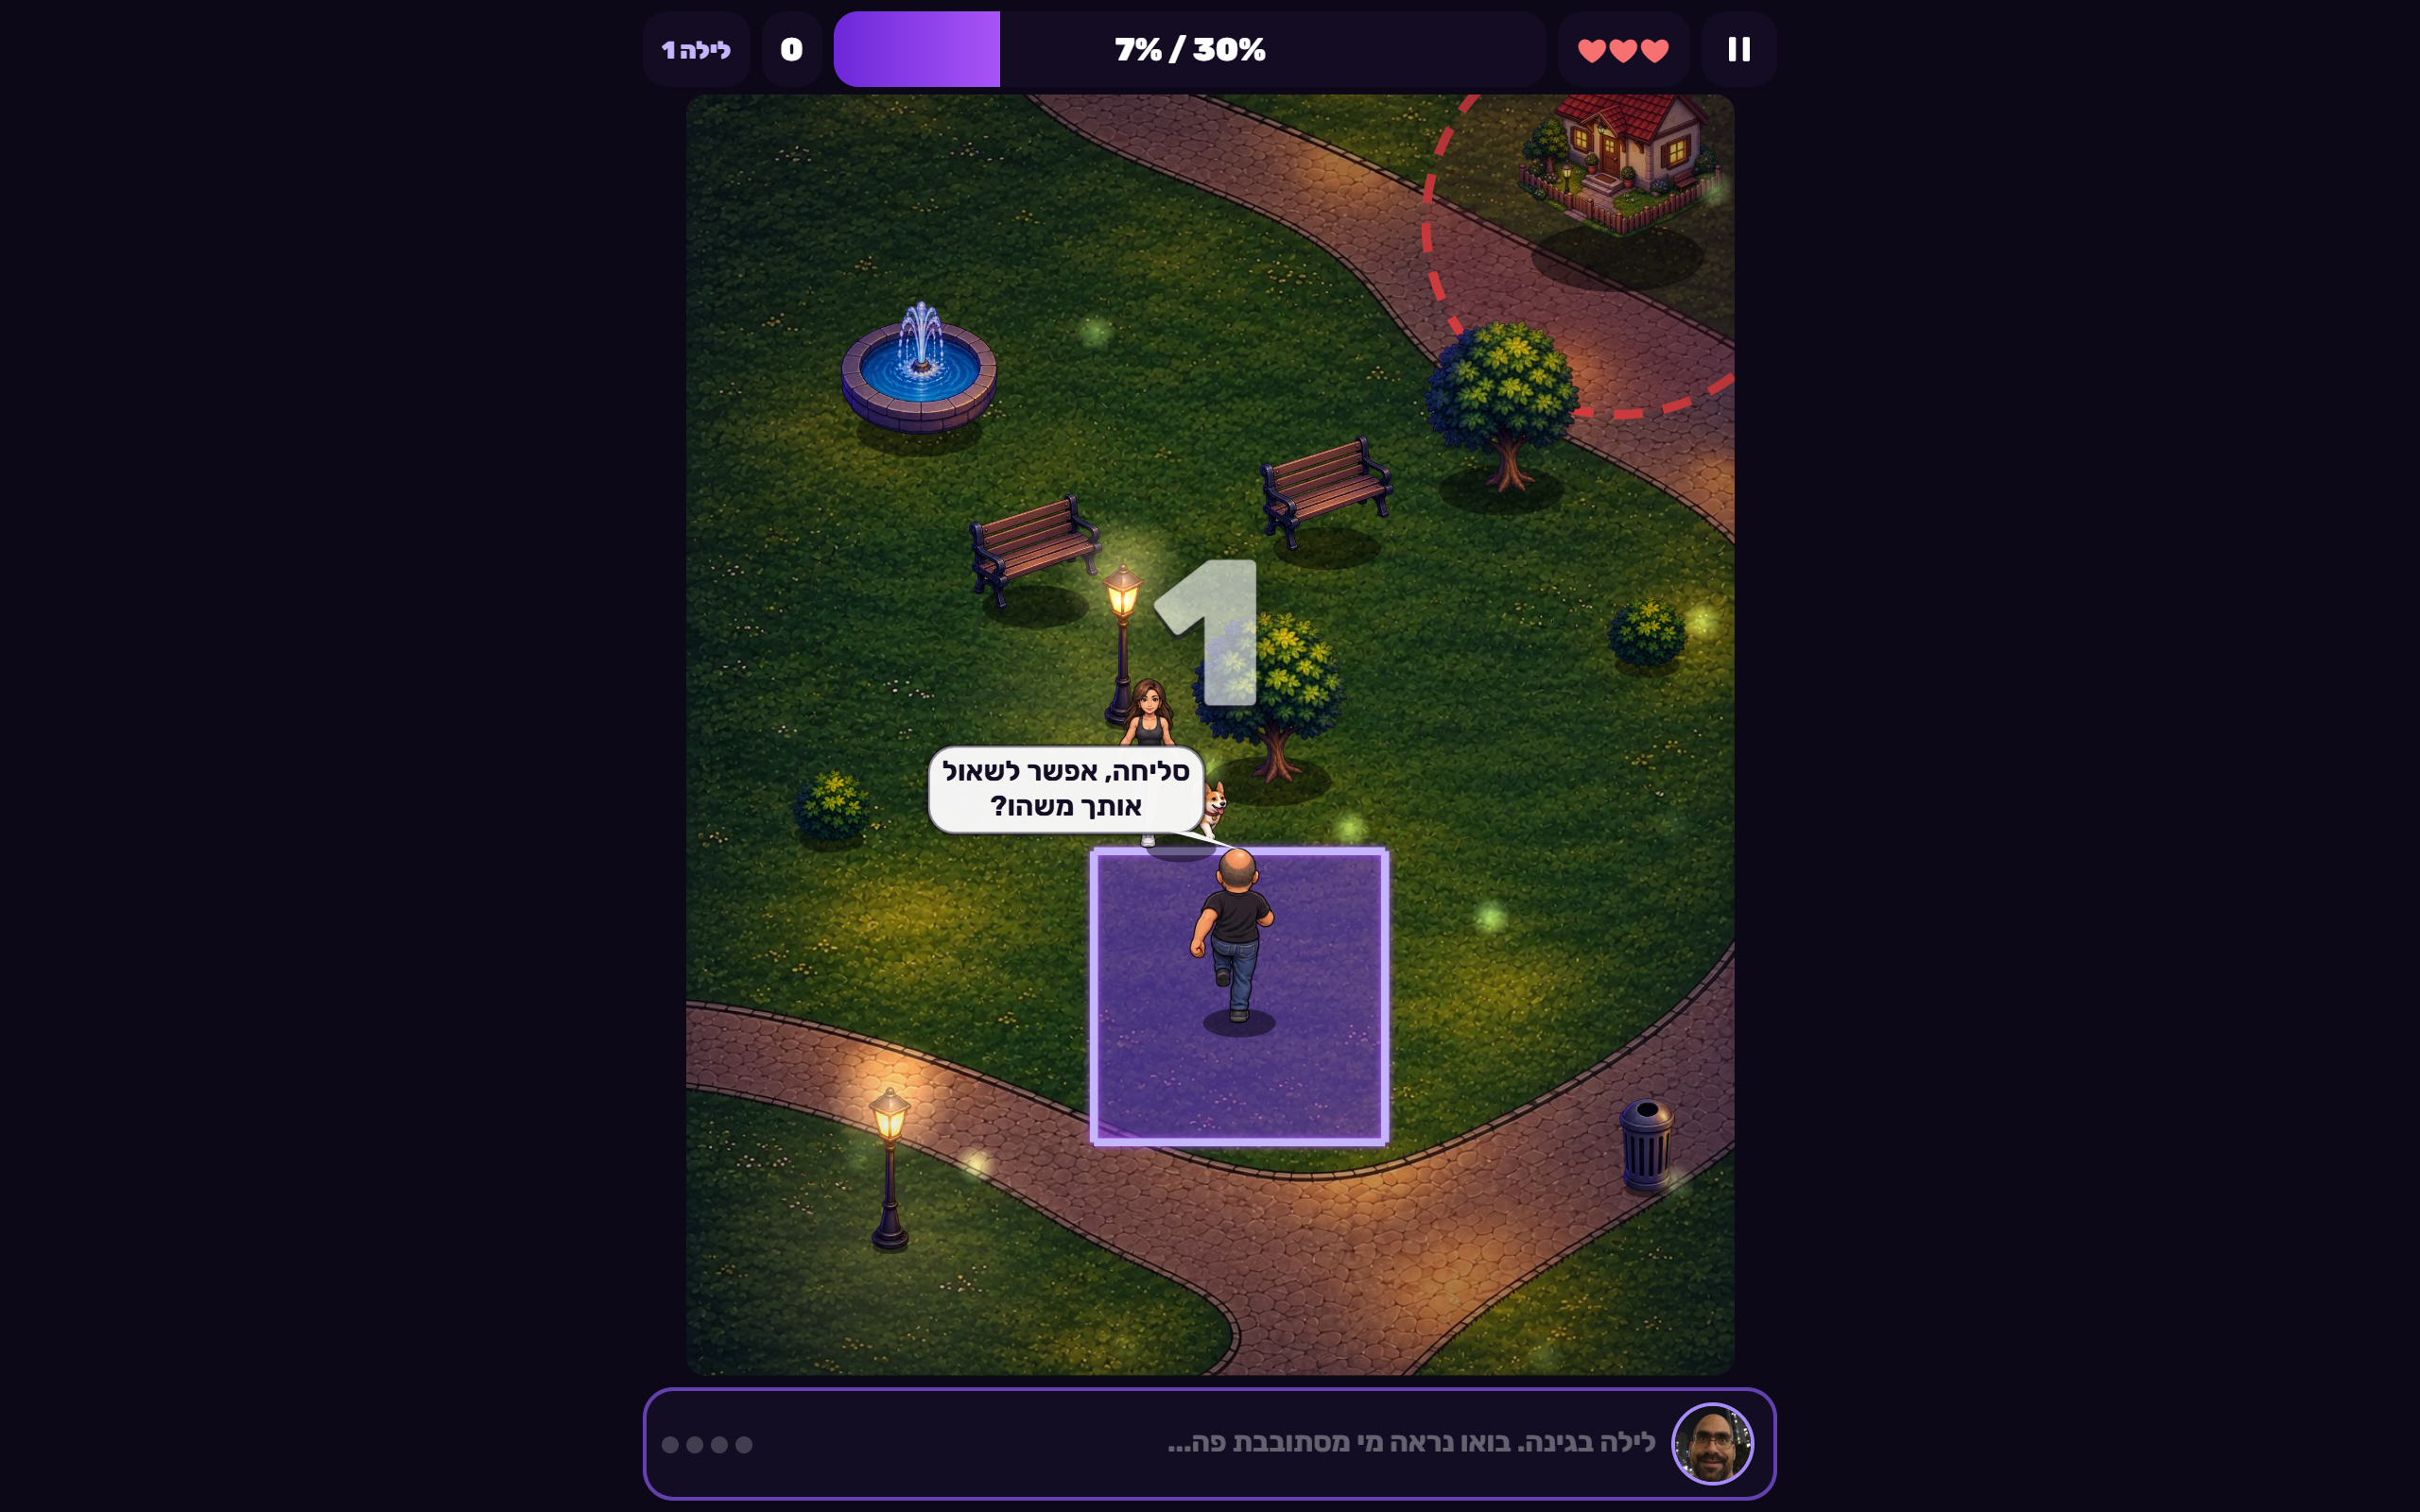 לילה 1
0
7% / 30%
1
סליחה, אפשר לשאול
אותך משהו?
לילה בגינה. בואו נראה מי מסתובבת פה...